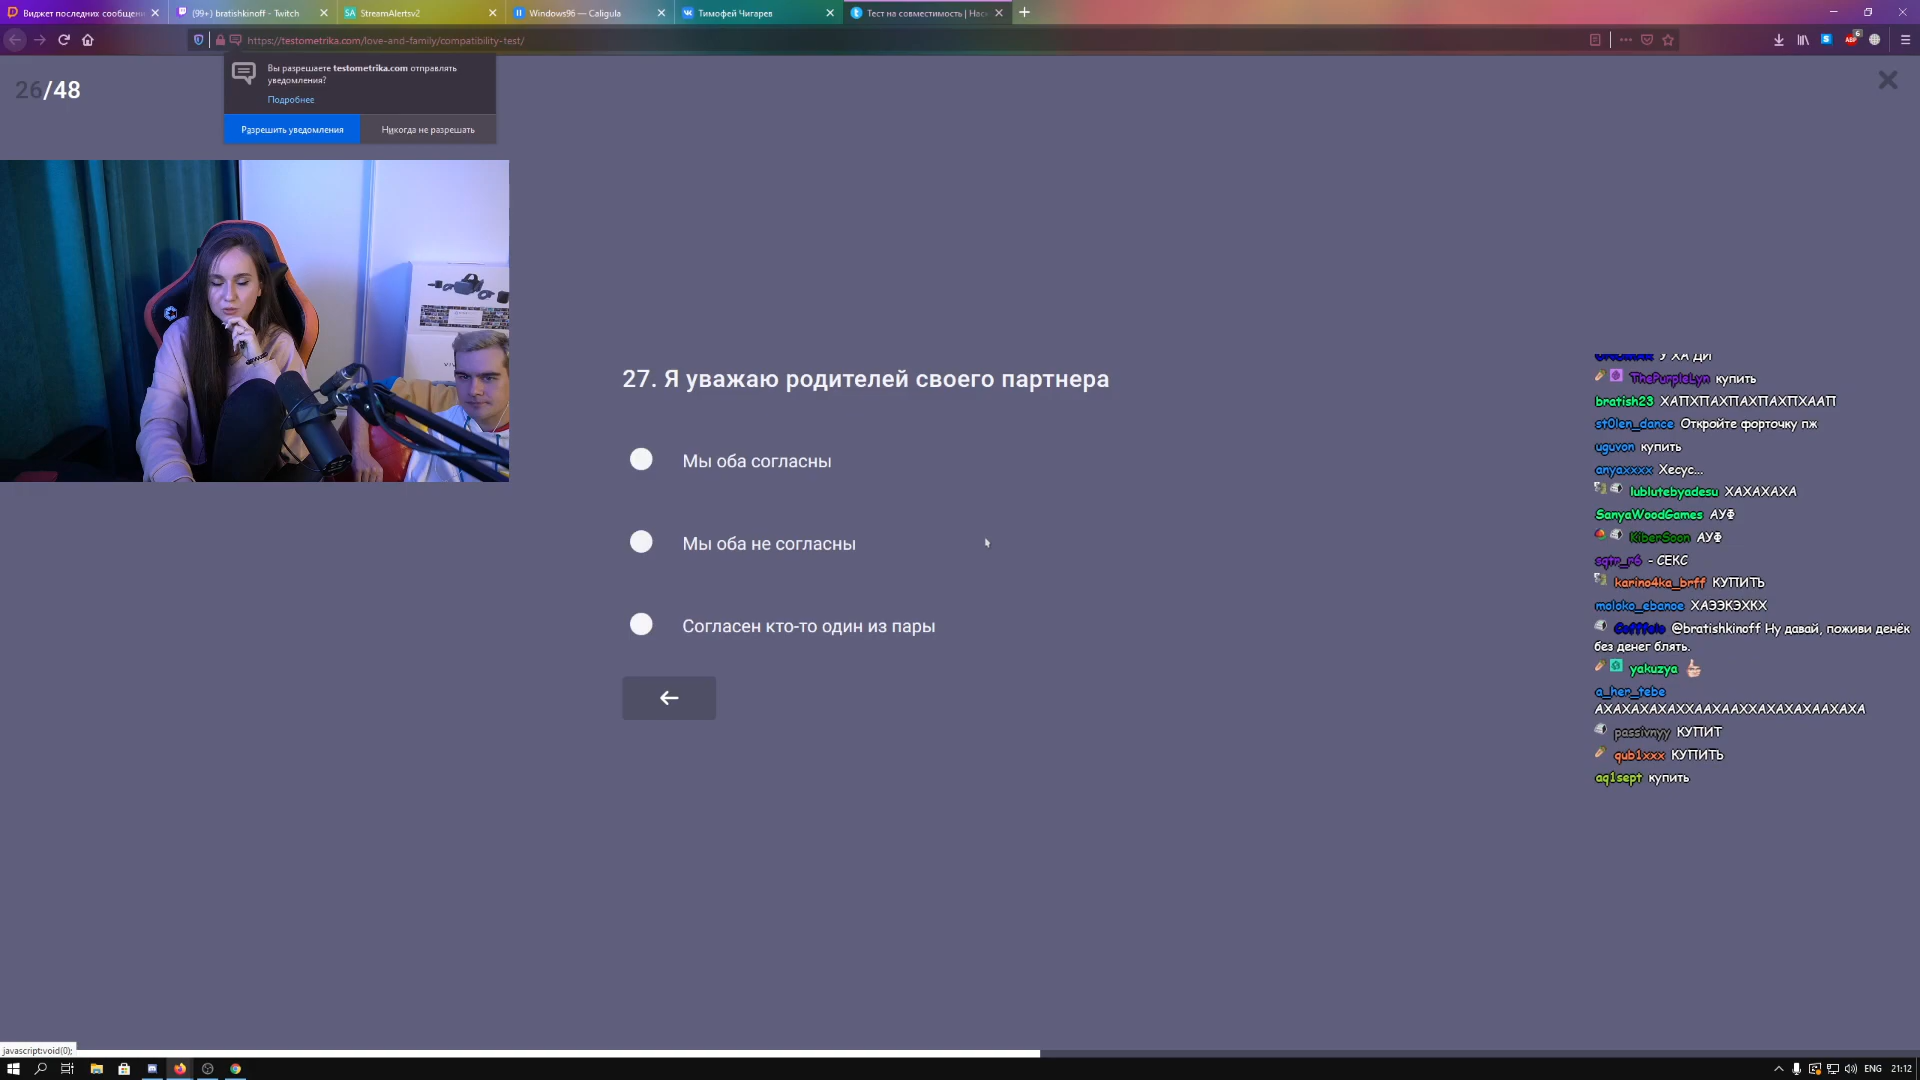 Виджет последних сообщени
(99+) bratishkinoff - Twitch
StreamAlertsv2
Windows96 — Caligula
Тимофей Чигарев
Тест на совместимость | Нас
https://testometrika.com/love-and-family/compatibility-test/
26/48
Вы разрешаете testometrika.com отправлять
уведомления?
Подробнее
Разрешить уведомления
Никогда не разрешать
27. Я уважаю родителей своего партнера
Мы оба согласны
Мы оба не согласны
Согласен кто-то один из пары
У ХА ДИ
ThePurpleLyn купить
bratish23 ХАПХПАХПАХПАХПХААП
st0len_dance Откройте форточку пж
uguvon купить
anyaxxxx Хесус...
lublutebyadesu ХАХАХАХА
SanyaWoodGames АУФ
KiberSoon АУФ
sqtr_r6 - СЕКС
karino4ka_brff КУПИТЬ
moloko_ebanoe ХАЭЭКЭХКХ
@bratishkinoff Ну давай, поживи денёк
без денег блять.
yakuzya
a_her_tebe
АХАХАХАХАХХААХААХХАХАХАХААХАХА
passivnyy КУПИТ
qub1xxx КУПИТЬ
aq1sept купить
javascript:void(0);
ENG
21:12